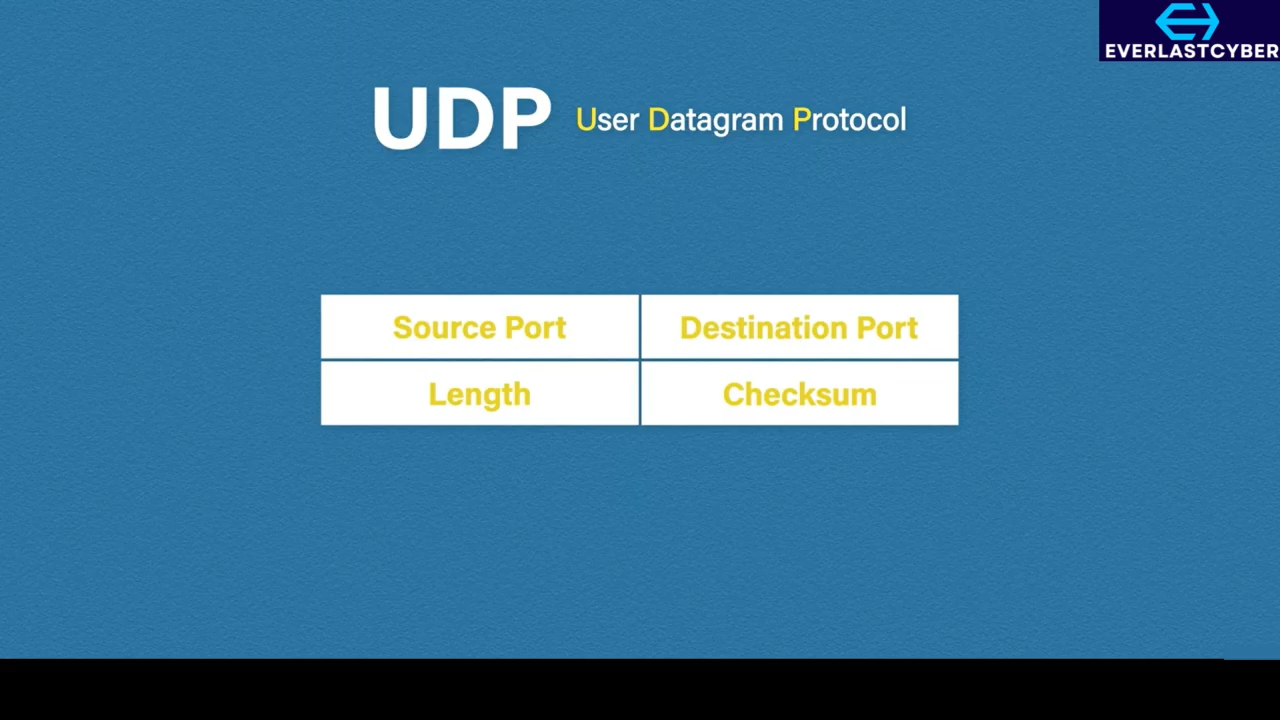 EVERLASTCYBER
UDP User Datagram Protocol
Source Port Destination Port
Length Checksum